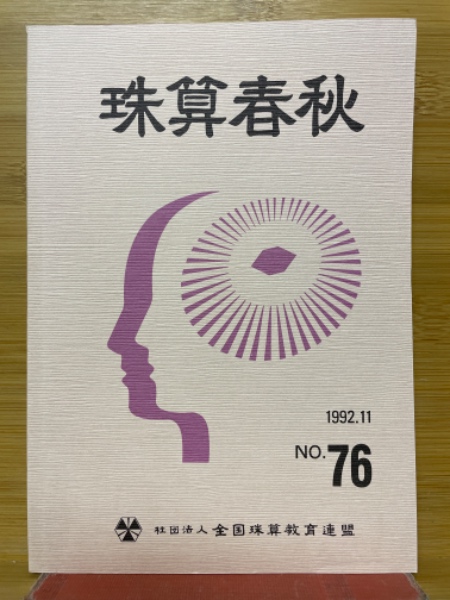 珠算春秋
1992.11
NO.76
社団法人 全国珠算教育連盟